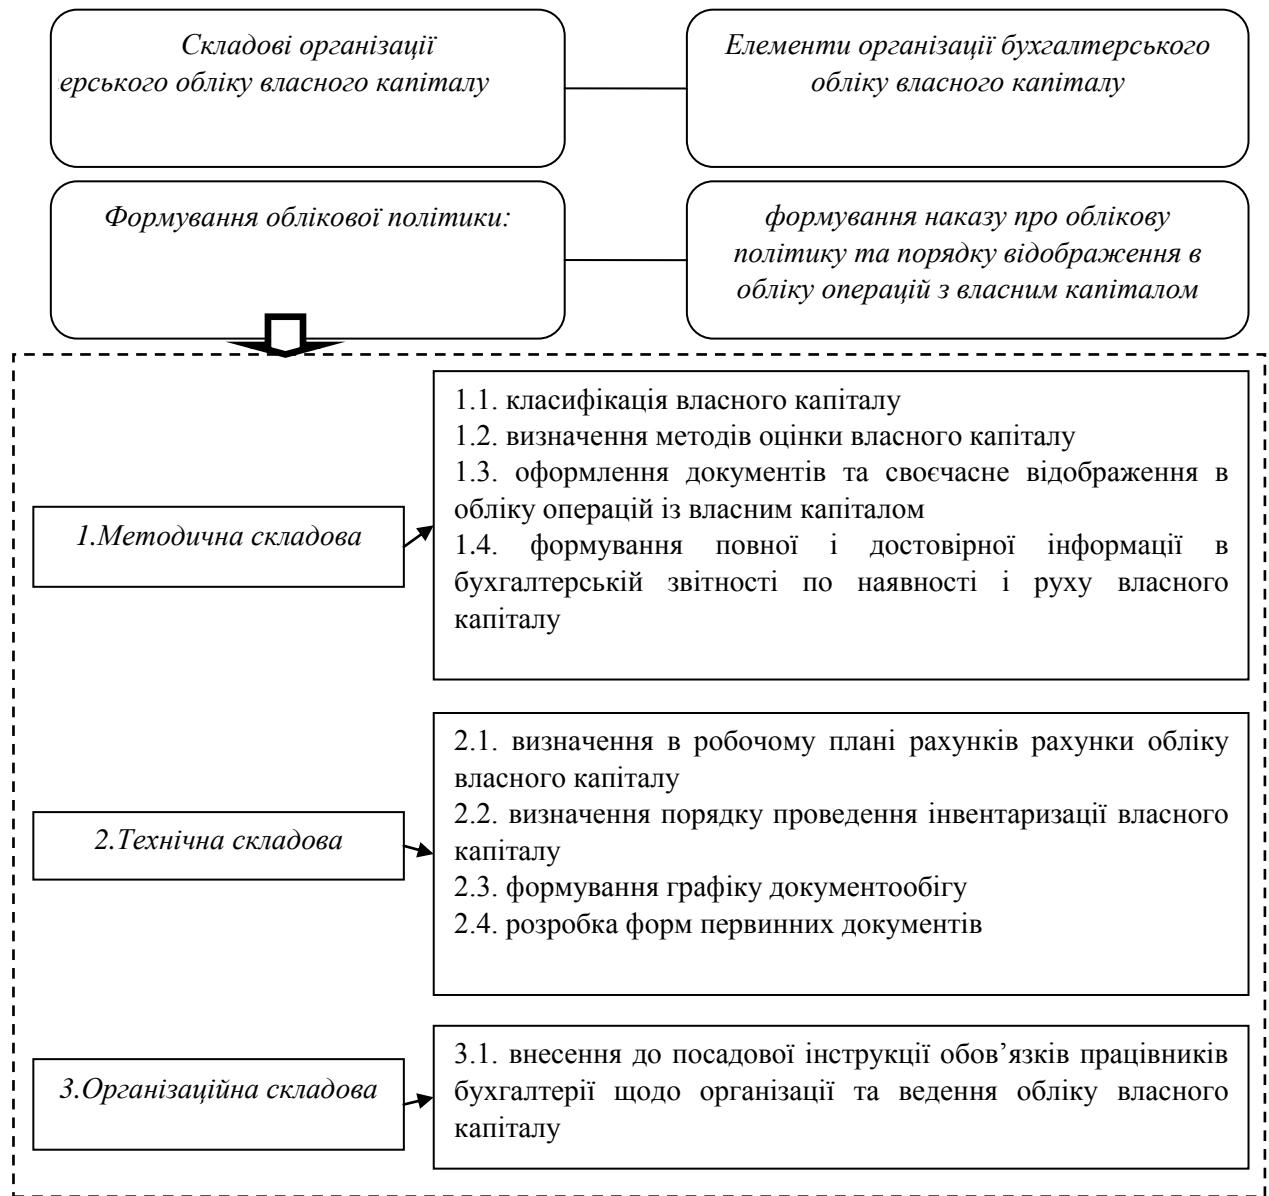 Складові організації
ерського обліку власного капіталу
Елементи організації бухгалтерського
обліку власного капіталу
Формування облікової політики:
формування наказу про облікову
політику та порядку відображення в
обліку операцій з власним капіталом
1.Методична складова
1.1. класифікація власного капіталу
1.2. визначення методів оцінки власного капіталу
1.3. оформлення документів та своєчасне відображення в
обліку операцій із власним капіталом
1.4. формування повної і достовірної інформації в
бухгалтерській звітності по наявності і руху власного
капіталу
2.Технічна складова
2.1. визначення в робочому плані рахунків рахунки обліку
власного капіталу
2.2. визначення порядку проведення інвентаризації власного
капіталу
2.3. формування графіку документообігу
2.4. розробка форм первинних документів
3.Організаційна складова
3.1. внесення до посадової інструкції обов’язків працівників
бухгалтерії щодо організації та ведення обліку власного
капіталу